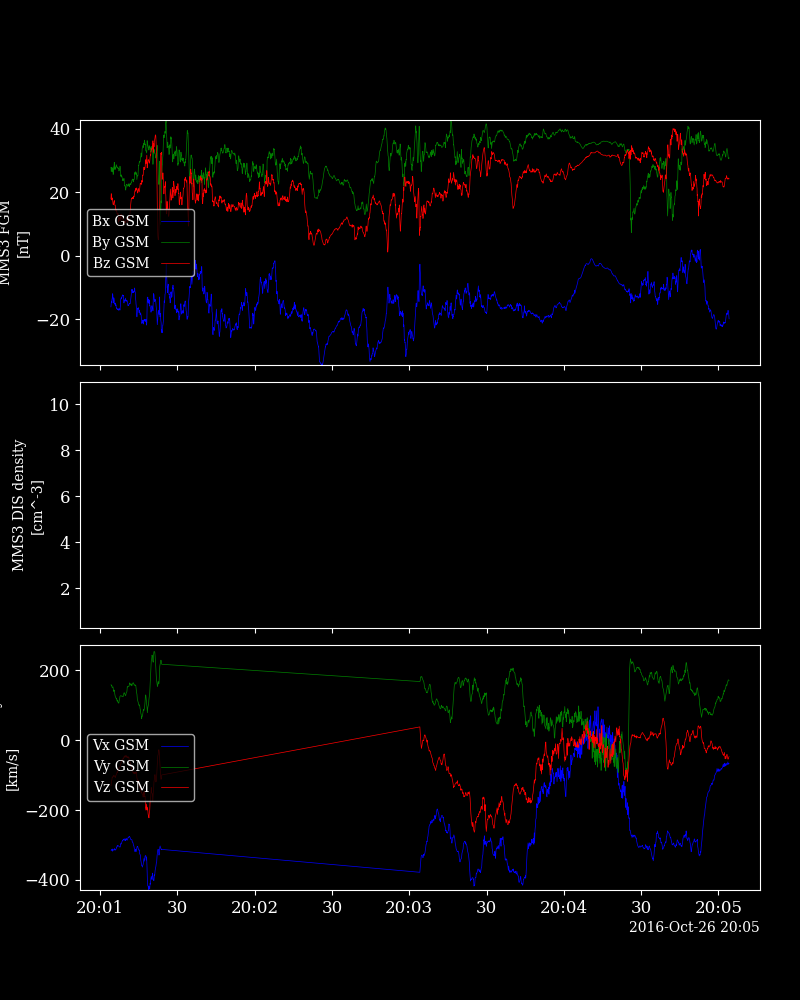 40
20
0
−20
MMS3 FGM
[nT]
Bx GSM
By GSM
Bz GSM
10
8
6
4
2
MMS3 DIS density
[cm^-3]
200
0
−200
−400
[km/s]
Vx GSM
Vy GSM
Vz GSM
20:01 30 20:02 30 20:03 30 20:04 30 20:05
2016-Oct-26 20:05